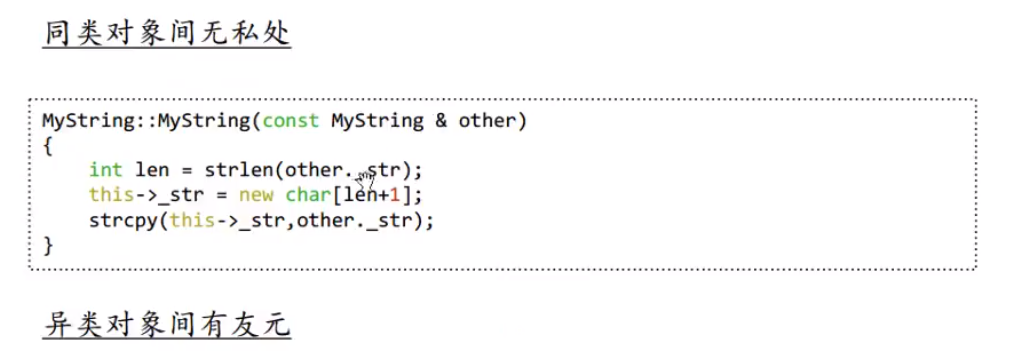 同类对象间无私处
MyString::MyString(const MyString & other)
{
    int len = strlen(other._str);
    this->_str = new char[len+1];
    strcpy(this->_str,other._str);
}
异类对象间有友元